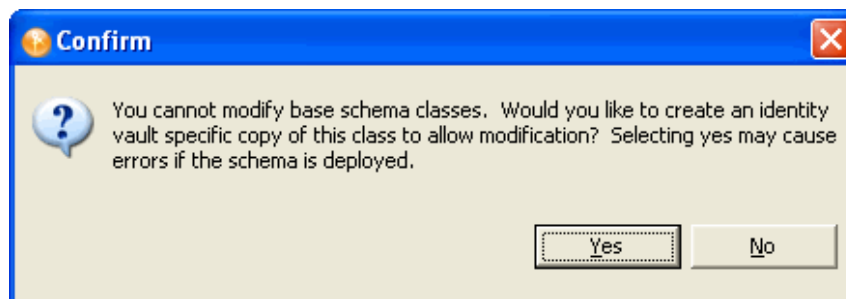 Confirm
You cannot modify base schema classes.  Would you like to create an identity
vault specific copy of this class to allow modification?  Selecting yes may cause
errors if the schema is deployed.
Yes
No